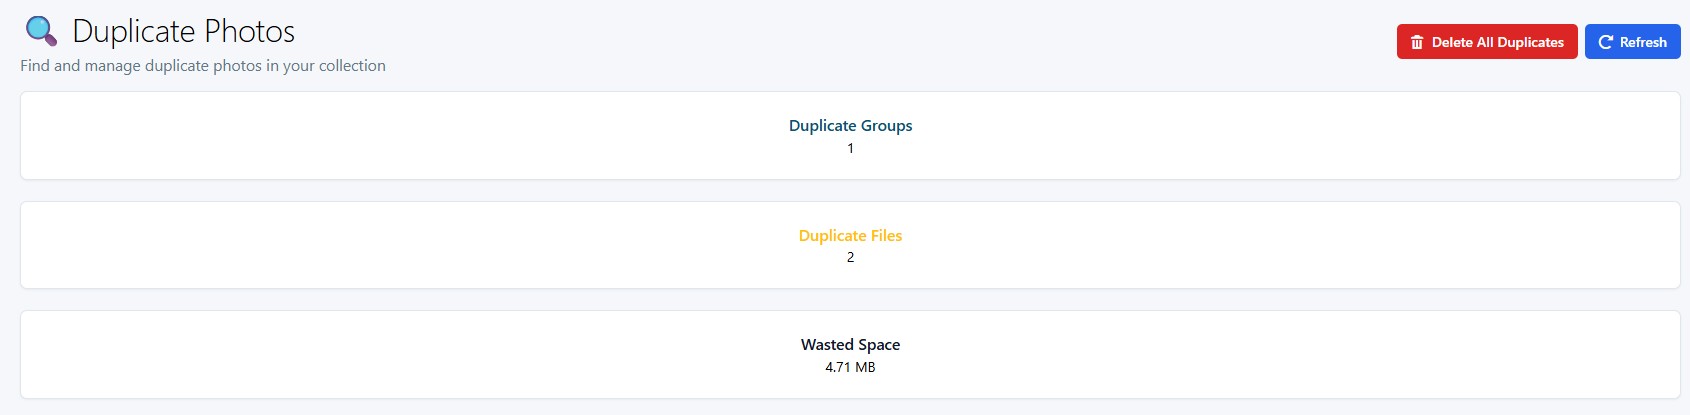 Duplicate Photos
Find and manage duplicate photos in your collection
Delete All Duplicates
Refresh
Duplicate Groups
1
Duplicate Files
2
Wasted Space
4.71 MB